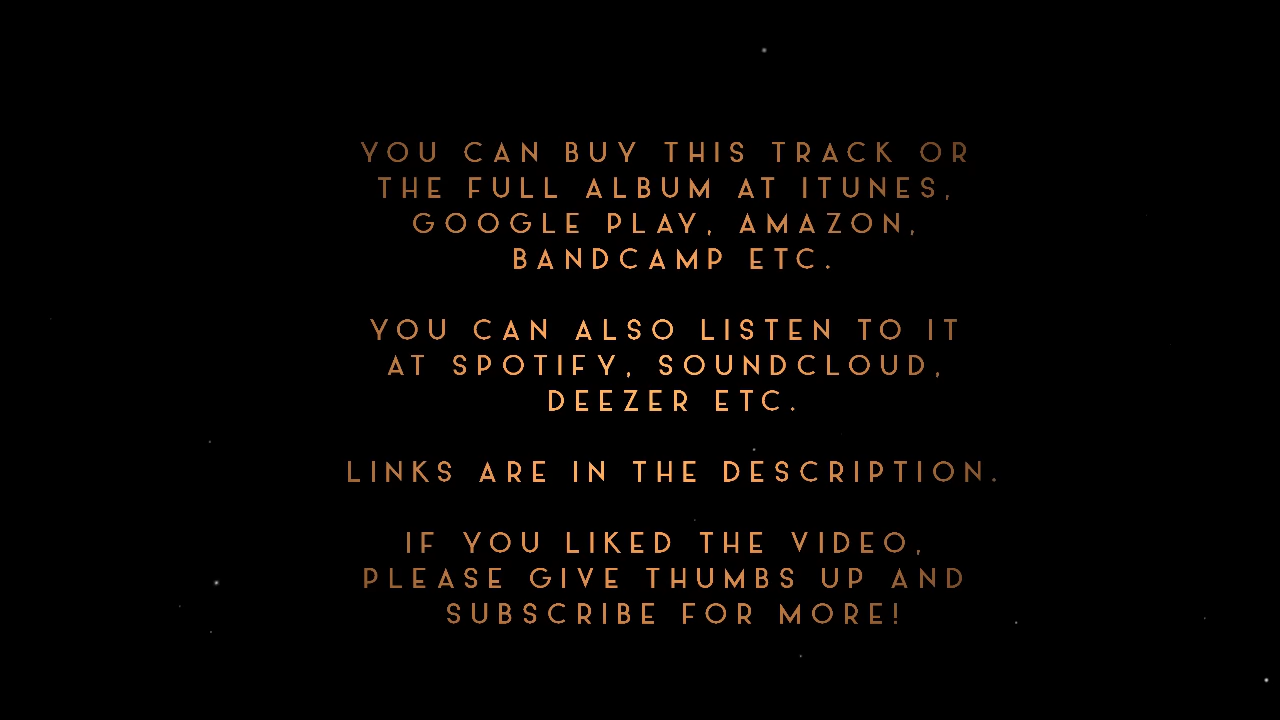 YOU CAN BUY THIS TRACK OR
THE FULL ALBUM AT ITUNES,
GOOGLE PLAY, AMAZON,
BANDCAMP ETC.
YOU CAN ALSO LISTEN TO IT
AT SPOTIFY, SOUNDCLOUD,
DEEZER ETC.
LINKS ARE IN THE DESCRIPTION.
IF YOU LIKED THE VIDEO,
PLEASE GIVE THUMBS UP AND
SUBSCRIBE FOR MORE!